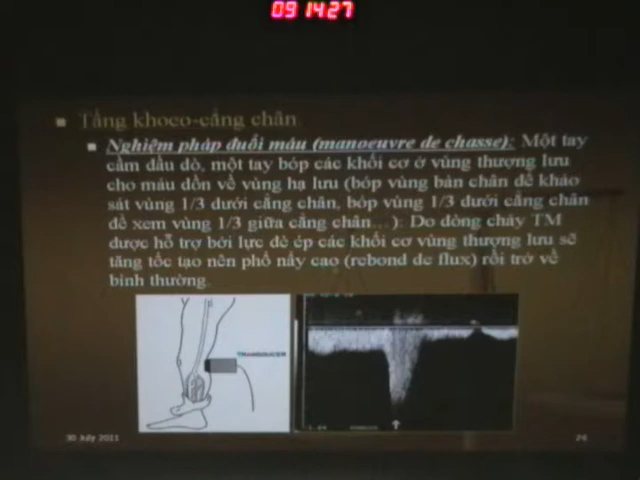 09 14:27
Tầng khoeo-cẳng chân
Nghiệm pháp đuổi máu (manoeuvre de chasse): Một tay
cầm đầu dò, một tay bóp các khối cơ ở vùng thượng lưu
cho máu dồn về vùng hạ lưu (bóp vùng bàn chân để khảo
sát vùng 1/3 dưới cẳng chân, bóp vùng 1/3 dưới cẳng chân
để xem vùng 1/3 giữa cẳng chân…): Do dòng chảy TM
được hỗ trợ bởi lực đè ép các khối cơ vùng thượng lưu sẽ
tăng tốc tạo nên phổ nẩy cao (rebond de flux) rồi trở về
bình thường.
TRANSDUCER
30 July 2011
24